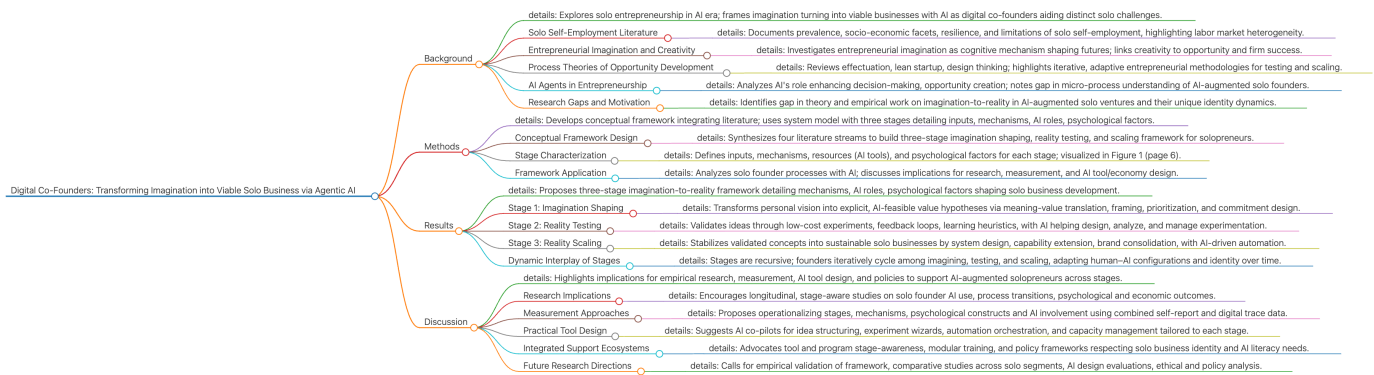 details: Explores solo entrepreneurship in AI era; frames imagination turning into viable businesses with AI as digital co-founders aiding distinct solo challenges.
Solo Self-Employment Literature details: Documents prevalence, socio-economic facets, resilience, and limitations of solo self-employment, highlighting labor market heterogeneity.
Entrepreneurial Imagination and Creativity details: Investigates entrepreneurial imagination as cognitive mechanism shaping futures; links creativity to opportunity and firm success.
Background
Process Theories of Opportunity Development details: Reviews effectuation, lean startup, design thinking; highlights iterative, adaptive entrepreneurial methodologies for testing and scaling.
AI Agents in Entrepreneurship details: Analyzes AI's role enhancing decision-making, opportunity creation; notes gap in micro-process understanding of AI-augmented solo founders.
Research Gaps and Motivation details: Identifies gap in theory and empirical work on imagination-to-reality in AI-augmented solo ventures and their unique identity dynamics.
details: Develops conceptual framework integrating literature; uses system model with three stages detailing inputs, mechanisms, AI roles, psychological factors.
Conceptual Framework Design details: Synthesizes four literature streams to build three-stage imagination shaping, reality testing, and scaling framework for solopreneurs.
Methods
Stage Characterization details: Defines inputs, mechanisms, resources (AI tools), and psychological factors for each stage; visualized in Figure 1 (page 6).
Framework Application details: Analyzes solo founder processes with AI; discusses implications for research, measurement, and AI tool/economy design.
Digital Co-Founders: Transforming Imagination into Viable Solo Business via Agentic AI
details: Proposes three-stage imagination-to-reality framework detailing mechanisms, AI roles, psychological factors shaping solo business development.
Stage 1: Imagination Shaping details: Transforms personal vision into explicit, AI-feasible value hypotheses via meaning-value translation, framing, prioritization, and commitment design.
Results
Stage 2: Reality Testing details: Validates ideas through low-cost experiments, feedback loops, learning heuristics, with AI helping design, analyze, and manage experimentation.
Stage 3: Reality Scaling details: Stabilizes validated concepts into sustainable solo businesses by system design, capability extension, brand consolidation, with AI-driven automation.
Dynamic Interplay of Stages details: Stages are recursive; founders iteratively cycle among imagining, testing, and scaling, adapting human–AI configurations and identity over time.
details: Highlights implications for empirical research, measurement, AI tool design, and policies to support AI-augmented solopreneurs across stages.
Research Implications details: Encourages longitudinal, stage-aware studies on solo founder AI use, process transitions, psychological and economic outcomes.
Measurement Approaches details: Proposes operationalizing stages, mechanisms, psychological constructs and AI involvement using combined self-report and digital trace data.
Discussion
Practical Tool Design details: Suggests AI co-pilots for idea structuring, experiment wizards, automation orchestration, and capacity management tailored to each stage.
Integrated Support Ecosystems details: Advocates tool and program stage-awareness, modular training, and policy frameworks respecting solo business identity and AI literacy needs.
Future Research Directions details: Calls for empirical validation of framework, comparative studies across solo segments, AI design evaluations, ethical and policy analysis.